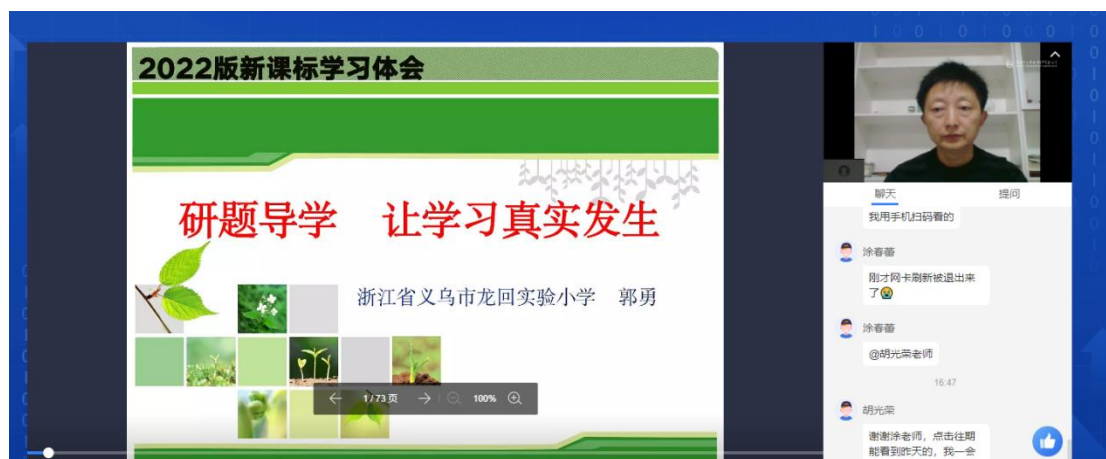 2022版新课标学习体会
研题导学 让学习真实发生
浙江省义乌市龙回实验小学 郭勇
1/73页
100%
聊天 提问
我用手机扫码看的
涂春蕾
刚才网卡刷新被退出来
了
涂春蕾
@胡光荣老师
16:47
胡光荣
谢谢涂老师，点击往期
能看到昨天的，我一会